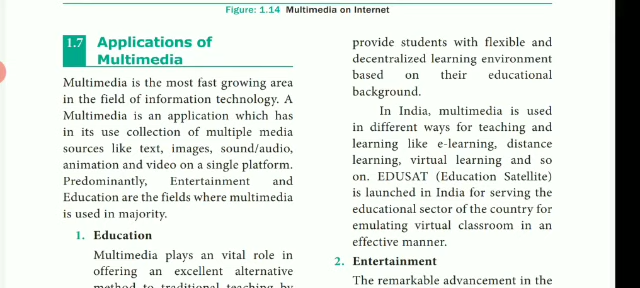 Figure: 1.14 Multimedia on Internet
1.7 Applications of
Multimedia
Multimedia is the most fast growing area
in the field of information technology. A
Multimedia is an application which has
in its use collection of multiple media
sources like text, images, sound/audio,
animation and video on a single platform.
Predominantly, Entertainment and
Education are the fields where multimedia
is used in majority.
1. Education
Multimedia plays an vital role in
offering an excellent alternative
method to traditional teaching by
provide students with flexible and
decentralized learning environment
based on their educational
background.
In India, multimedia is used
in different ways for teaching and
learning like e-learning, distance
learning, virtual learning and so
on. EDUSAT (Education Satellite)
is launched in India for serving the
educational sector of the country for
emulating virtual classroom in an
effective manner.
2. Entertainment
The remarkable advancement in the